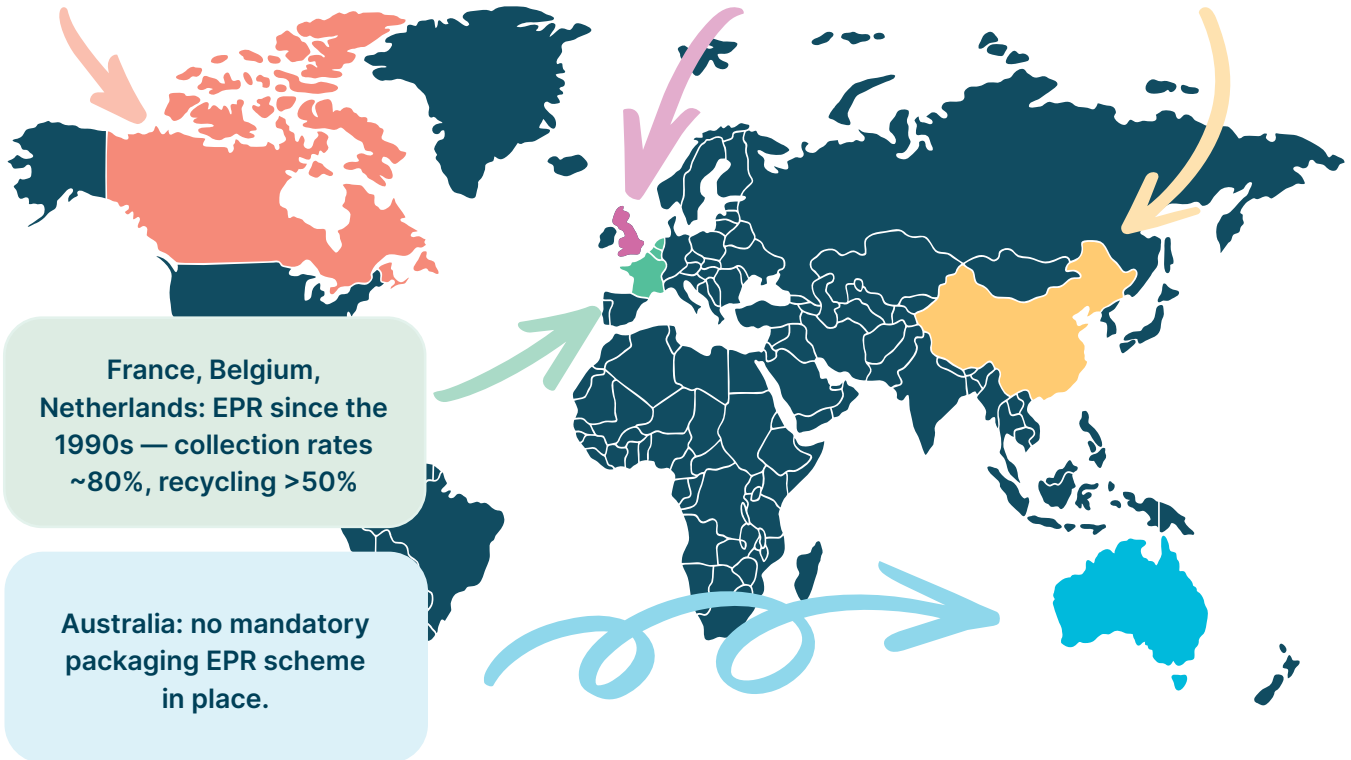 France, Belgium,
Netherlands: EPR since the
1990s — collection rates
~80%, recycling >50%
Australia: no mandatory
packaging EPR scheme
in place.